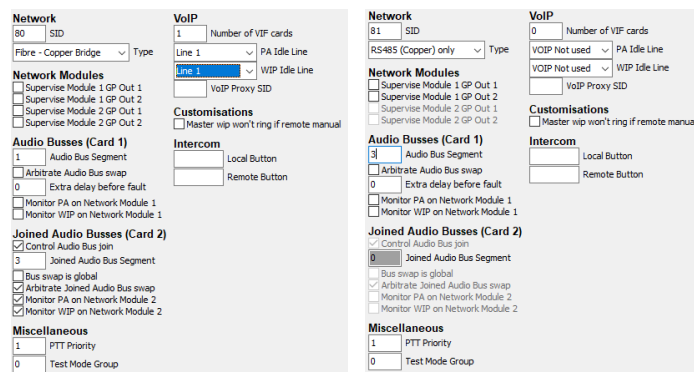 Network
80 SID
Fibre - Copper Bridge Type
Network Modules
Supervise Module 1 GP Out 1
Supervise Module 1 GP Out 2
Supervise Module 2 GP Out 1
Supervise Module 2 GP Out 2
Audio Busses (Card 1)
1 Audio Bus Segment
Arbitrate Audio Bus swap
0 Extra delay before fault
Monitor PA on Network Module 1
Monitor WIP on Network Module 1
Joined Audio Busses (Card 2)
Control Audio Bus join
3 Joined Audio Bus Segment
Bus swap is global
Arbitrate Joined Audio Bus swap
Monitor PA on Network Module 2
Monitor WIP on Network Module 2
Miscellaneous
1 PTT Priority
0 Test Mode Group
VoIP
1 Number of VIF cards
Line 1 PA Idle Line
Line 1 WIP Idle Line
VoIP Proxy SID
Customisations
Master wip won't ring if remote manual
Intercom
Local Button
Remote Button
Network
81 SID
RS485 (Copper) only Type
Network Modules
Supervise Module 1 GP Out 1
Supervise Module 1 GP Out 2
Supervise Module 2 GP Out 1
Supervise Module 2 GP Out 2
Audio Busses (Card 1)
3 Audio Bus Segment
Arbitrate Audio Bus swap
0 Extra delay before fault
Monitor PA on Network Module 1
Monitor WIP on Network Module 1
Joined Audio Busses (Card 2)
Control Audio Bus join
0 Joined Audio Bus Segment
Bus swap is global
Arbitrate Joined Audio Bus swap
Monitor PA on Network Module 2
Monitor WIP on Network Module 2
Miscellaneous
1 PTT Priority
0 Test Mode Group
VoIP
0 Number of VIF cards
VOIP Not used PA Idle Line
VOIP Not used WIP Idle Line
VoIP Proxy SID
Customisations
Master wip won't ring if remote manua
Intercom
Local Button
Remote Button